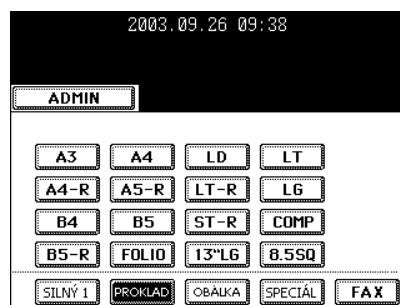 2003.09.26 09:38
ADMIN
A3 A4 LD LT
A4-R A5-R LT-R LG
B4 B5 ST-R COMP
B5-R FOLIO 13"LG 8.5SQ
SILNÝ 1 PROKLAD OBÁLKA SPECIÁL FAX